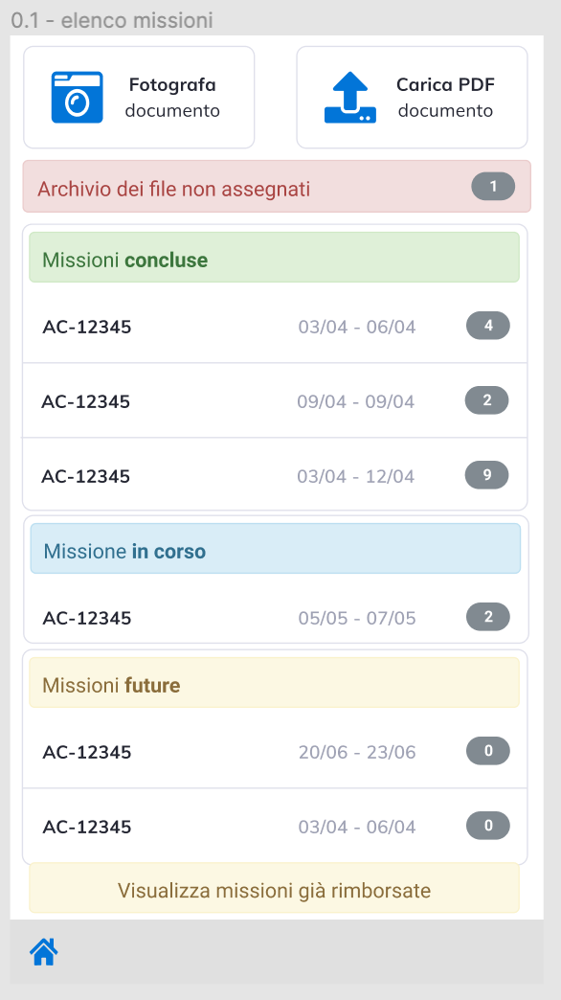 0.1 - elenco missioni
Fotografa
documento
Carica PDF
documento
Archivio dei file non assegnati 1
Missioni concluse
AC-12345 03/04 - 06/04 4
AC-12345 09/04 - 09/04 2
AC-12345 03/04 - 12/04 9
Missione in corso
AC-12345 05/05 - 07/05 2
Missioni future
AC-12345 20/06 - 23/06 0
AC-12345 03/04 - 06/04 0
Visualizza missioni già rimborsate